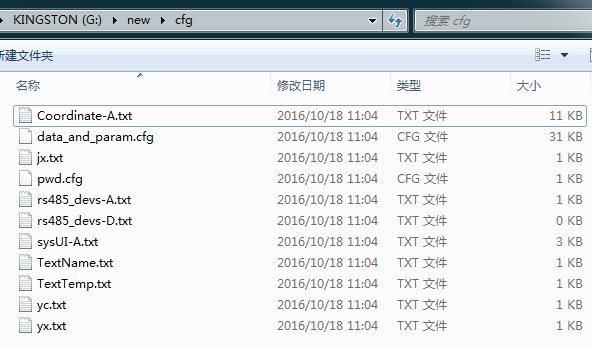 KINGSTON (G:) new cfg 搜索 cfg
新建文件夹
名称 修改日期 类型 大小
Coordinate-A.txt 2016/10/18 11:04 TXT 文件 11 KB
data_and_param.cfg 2016/10/18 11:04 CFG 文件 31 KB
jx.txt 2016/10/18 11:04 TXT 文件 1 KB
pwd.cfg 2016/10/18 11:04 CFG 文件 1 KB
rs485_devs-A.txt 2016/10/18 11:04 TXT 文件 1 KB
rs485_devs-D.txt 2016/10/18 11:04 TXT 文件 0 KB
sysUI-A.txt 2016/10/18 11:04 TXT 文件 3 KB
TextName.txt 2016/10/18 11:04 TXT 文件 1 KB
TextTemp.txt 2016/10/18 11:04 TXT 文件 1 KB
yc.txt 2016/10/18 11:04 TXT 文件 1 KB
yx.txt 2016/10/18 11:04 TXT 文件 1 KB